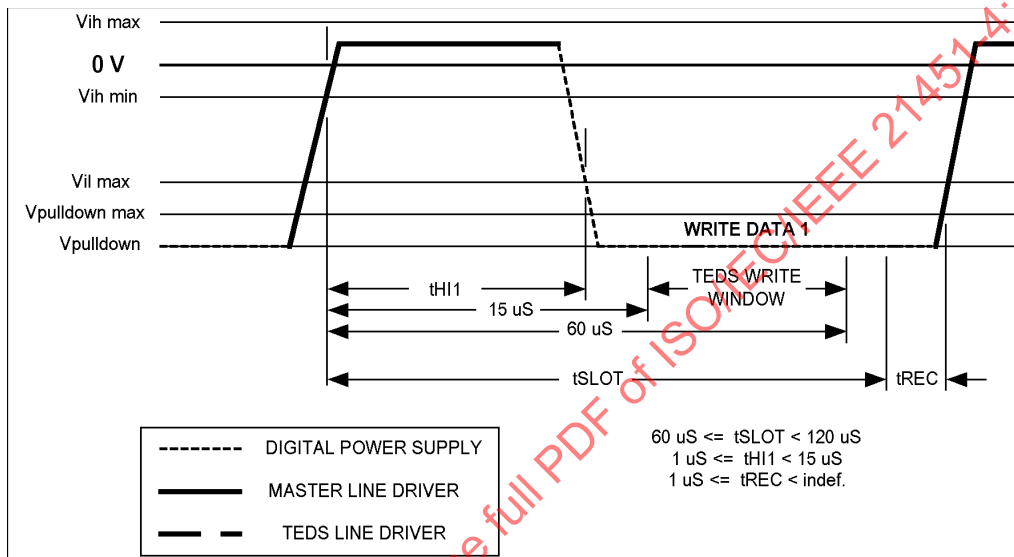 Vih max
0 V
Vih min
Vil max
Vpulldown max
Vpulldown
WRITE DATA 1
tHI1
TEDS WRITE
WINDOW
15 uS
60 uS
tSLOT
tREC
DIGITAL POWER SUPPLY
MASTER LINE DRIVER
TEDS LINE DRIVER
60 uS <= tSLOT < 120 uS
1 uS <= tHI1 < 15 uS
1 uS <= tREC < indef.
full PDF of ISO/IEC/IEEE 21451-4: